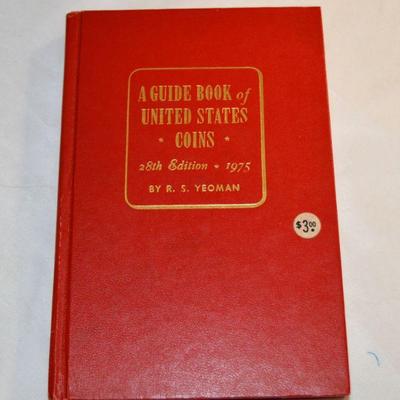 A GUIDE BOOK of
UNITED STATES
* COINS *
28th Edition * 1975
BY R. S. YEOMAN
$3.00